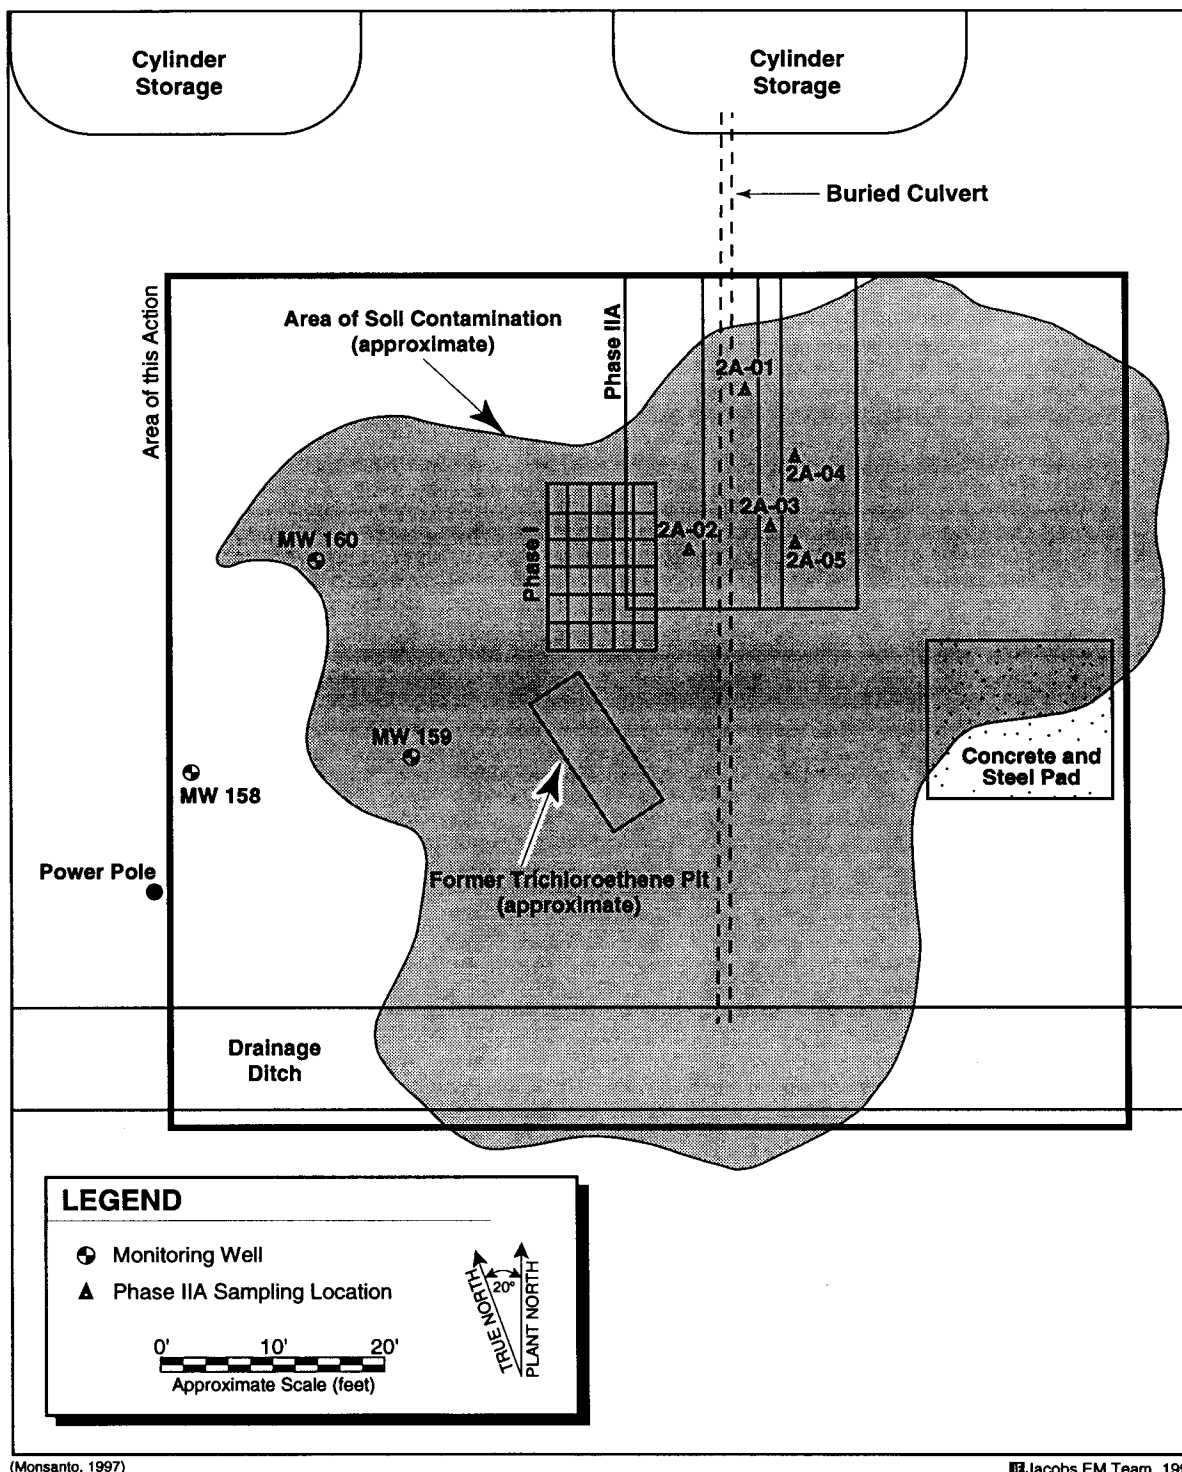 Cylinder
Storage
Cylinder
Storage
Buried Culvert
Area of this Action
Area of Soil Contamination
(approximate)
Phase IIA
2A-01
2A-04
2A-03
2A-02
2A-05
MW 160
Phase I
MW 159
MW 158
Concrete and
Steel Pad
Power Pole
Former Trichloroethene Pit
(approximate)
Drainage
Ditch
LEGEND
Monitoring Well
Phase IIA Sampling Location
0' 10' 20'
Approximate Scale (feet)
20°
TRUE NORTH
PLANT NORTH
(Monsanto, 1997)
Jacobs EM Team, 199